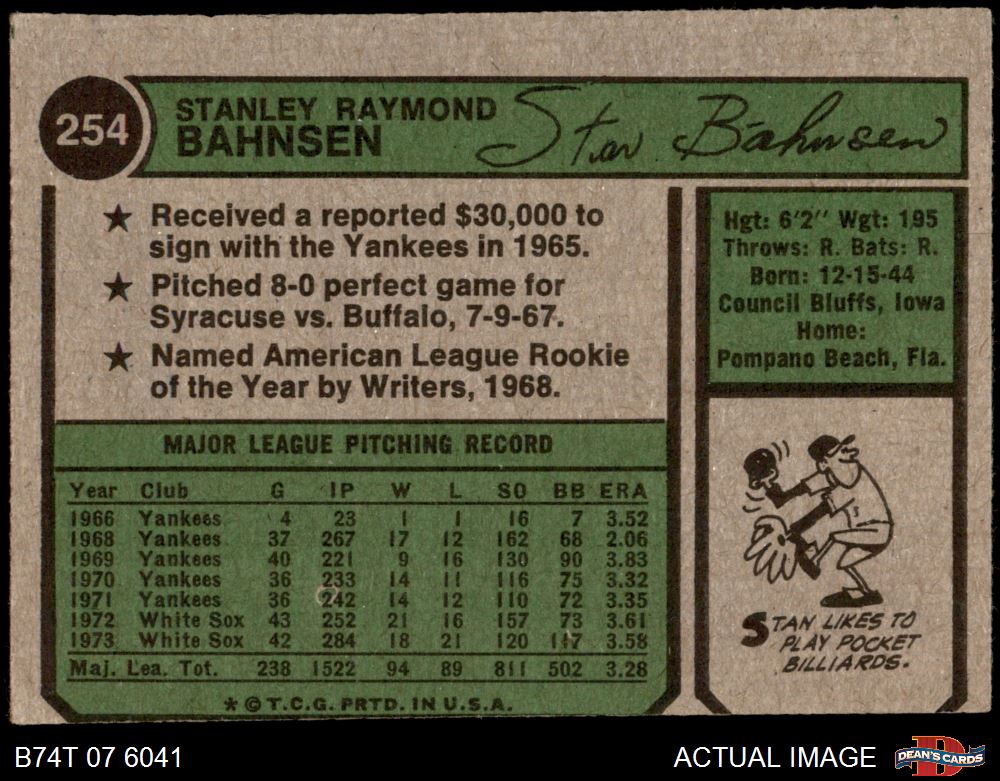 254
STANLEY RAYMOND
BAHNSEN
Stan Bahnsen
★ Received a reported $30,000 to
sign with the Yankees in 1965.
★ Pitched 8-0 perfect game for
Syracuse vs. Buffalo, 7-9-67.
★ Named American League Rookie
of the Year by Writers, 1968.
Hgt: 6'2" Wgt: 195
Throws: R. Bats: R.
Born: 12-15-44
Council Bluffs, Iowa
Home:
Pompano Beach, Fla.
MAJOR LEAGUE PITCHING RECORD
Year Club G IP W L SO BB ERA
1966 Yankees 4 23 1 1 16 7 3.52
1968 Yankees 37 267 17 12 162 68 2.06
1969 Yankees 40 221 9 16 130 90 3.83
1970 Yankees 36 233 14 11 116 75 3.32
1971 Yankees 36 242 14 12 110 72 3.35
1972 White Sox 43 252 21 16 157 73 3.61
1973 White Sox 42 284 18 21 120 117 3.58
Maj. Lea. Tot. 238 1522 94 89 811 502 3.28
* © T.C.G. PRTD. IN U.S.A.
STAN LIKES TO
PLAY POCKET
BILLIARDS.
B74T 07 6041
ACTUAL IMAGE
D
DEAN'S CARDS